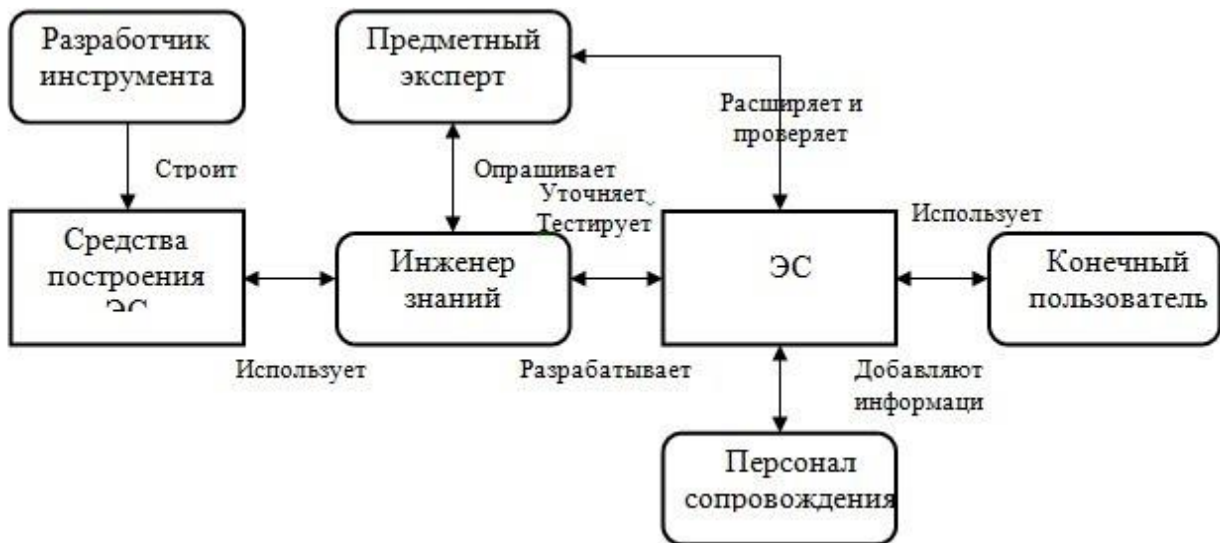 Разработчик
инструмента
Предметный
эксперт
Расширяет и
проверяет
Строит
Опрашивает
Уточняет,
Тестирует
Использует
Средства
построения
ЭС
Инженер
знаний
ЭС
Конечный
пользователь
Использует
Разрабатывает
Добавляют
информаци
Персонал
сопровождения